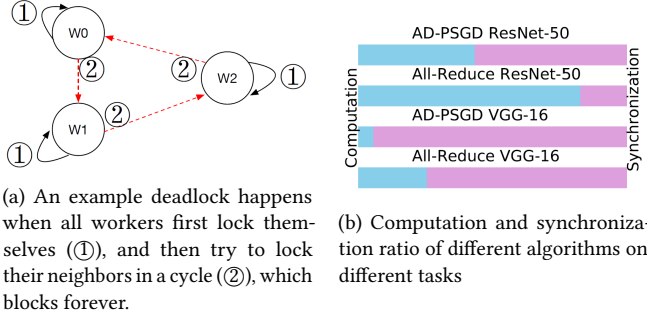 ①
W0
②
②
W2
①
②
W1
①
(a) An example deadlock happens
when all workers first lock them-
selves (①), and then try to lock
their neighbors in a cycle (②), which
blocks forever.
AD-PSGD ResNet-50
All-Reduce ResNet-50
AD-PSGD VGG-16
All-Reduce VGG-16
Computation
Synchronization
(b) Computation and synchroniza-
tion ratio of different algorithms on
different tasks